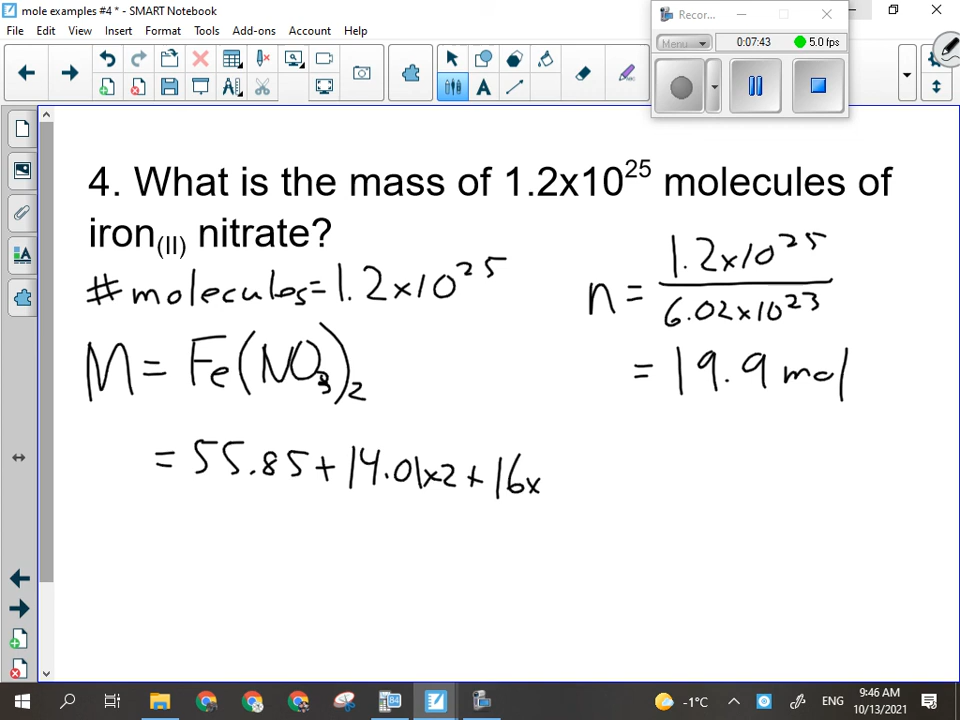 mole examples #4 * - SMART Notebook
File Edit View Insert Format Tools Add-ons Account Help
Recor...
Menu
0:07:43
5.0 fps
4. What is the mass of 1.2x10²⁵ molecules of
iron(II) nitrate?
# molecules = 1.2x10²⁵
M = Fe(NO₃)₂
= 55.85 + 14.01x2 + 16x
n = 1.2x10²⁵
6.02x10²³
= 19.9 mol
-1°C
ENG
9:46 AM
10/13/2021